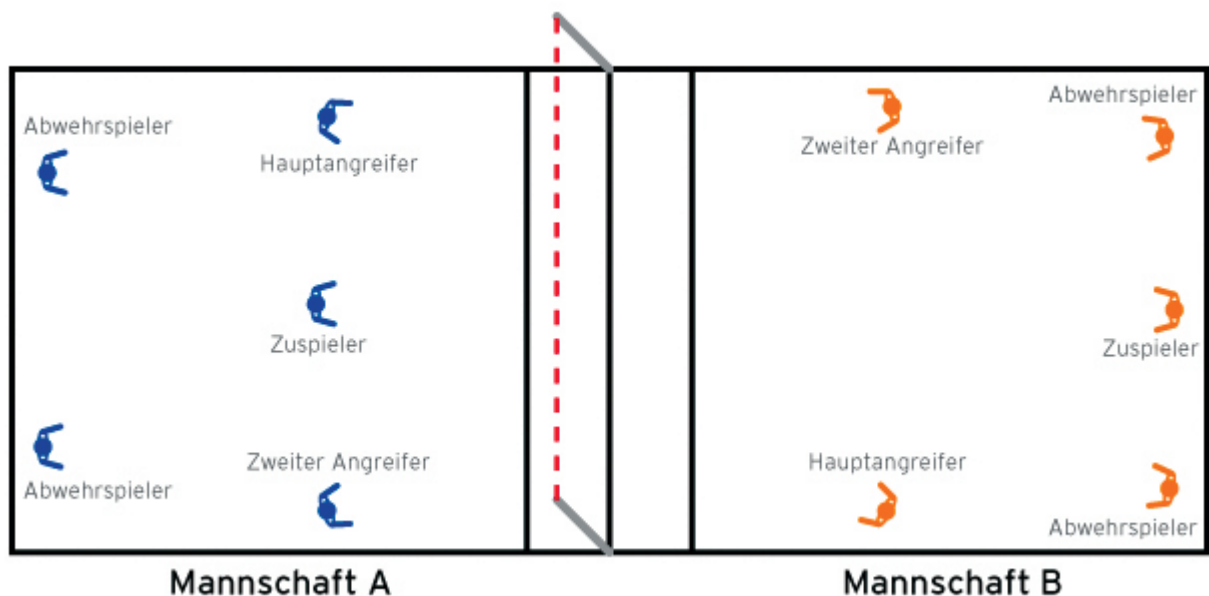 Abwehrspieler
Hauptangreifer
Zuspieler
Zweiter Angreifer
Abwehrspieler
Mannschaft A
Abwehrspieler
Zweiter Angreifer
Zuspieler
Hauptangreifer
Abwehrspieler
Mannschaft B